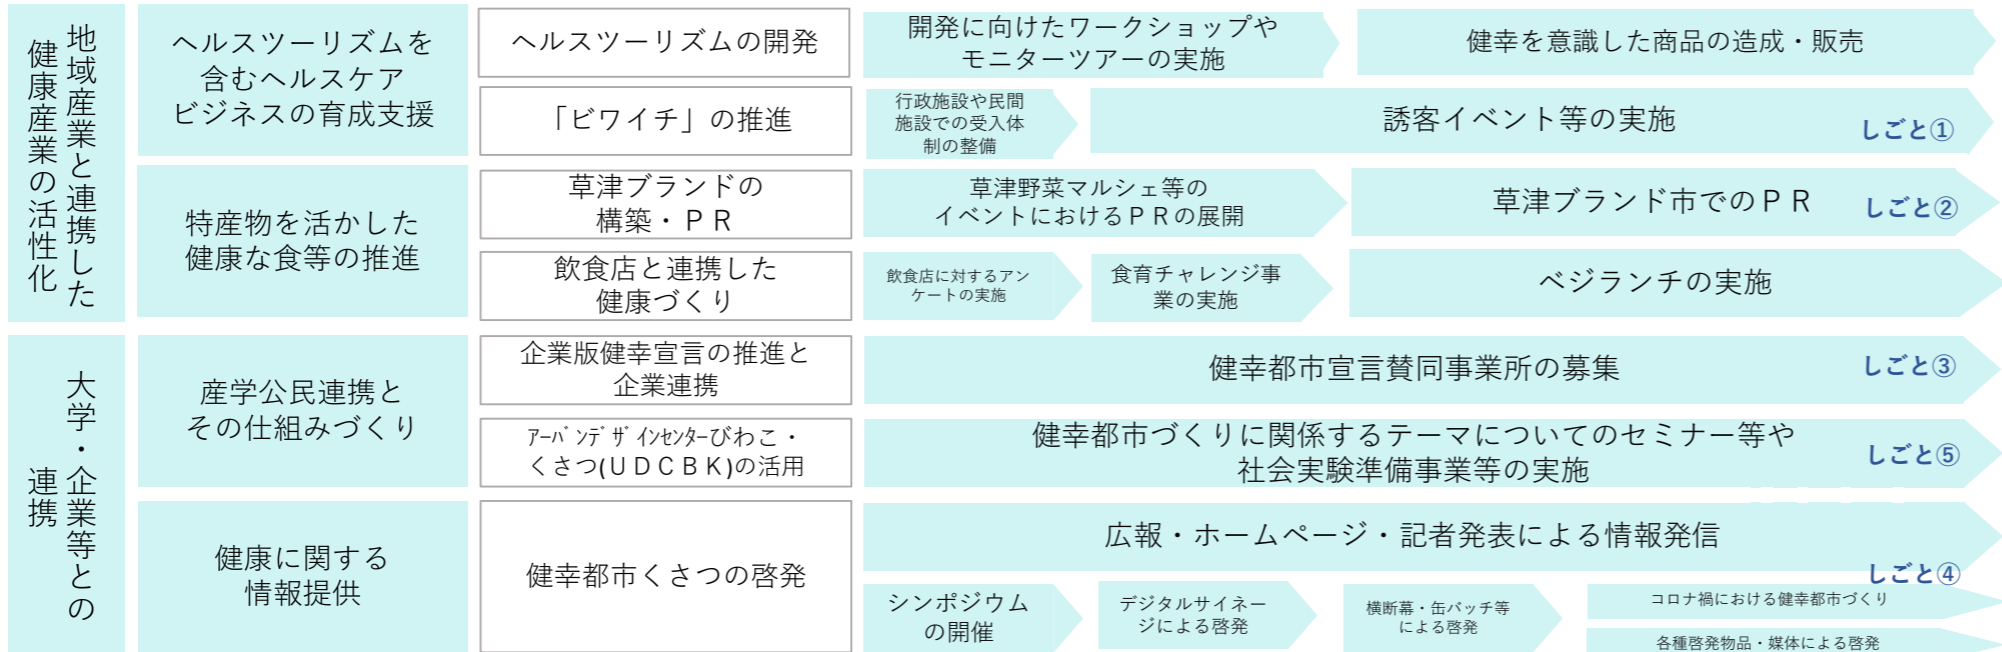 地域産業と連携した
健康産業の活性化
ヘルスツーリズムを
含むヘルスケア
ビジネスの育成支援
ヘルスツーリズムの開発
開発に向けたワークショップや
モニターツアーの実施
健幸を意識した商品の造成・販売
「ビワイチ」の推進
行政施設や民間
施設での受入体
制の整備
誘客イベント等の実施
しごと①
特産物を活かした
健康な食等の推進
草津ブランドの
構築・ＰＲ
草津野菜マルシェ等の
イベントにおけるＰＲの展開
草津ブランド市でのＰＲ
しごと②
飲食店と連携した
健康づくり
飲食店に対するアン
ケートの実施
食育チャレンジ事
業の実施
ベジランチの実施
大学・企業等との
連携
産学公民連携と
その仕組みづくり
企業版健幸宣言の推進と
企業連携
健幸都市宣言賛同事業所の募集
しごと③
ｱｰﾊﾞﾝﾃﾞｻﾞｲﾝｾﾝﾀｰびわこ・
くさつ(ＵＤＣＢＫ)の活用
健幸都市づくりに関係するテーマについてのセミナー等や
社会実験準備事業等の実施
しごと⑤
健康に関する
情報提供
健幸都市くさつの啓発
広報・ホームページ・記者発表による情報発信
しごと④
シンポジウム
の開催
デジタルサイネー
ジによる啓発
横断幕・缶バッチ等
による啓発
コロナ禍における健幸都市づくり
各種啓発物品・媒体による啓発